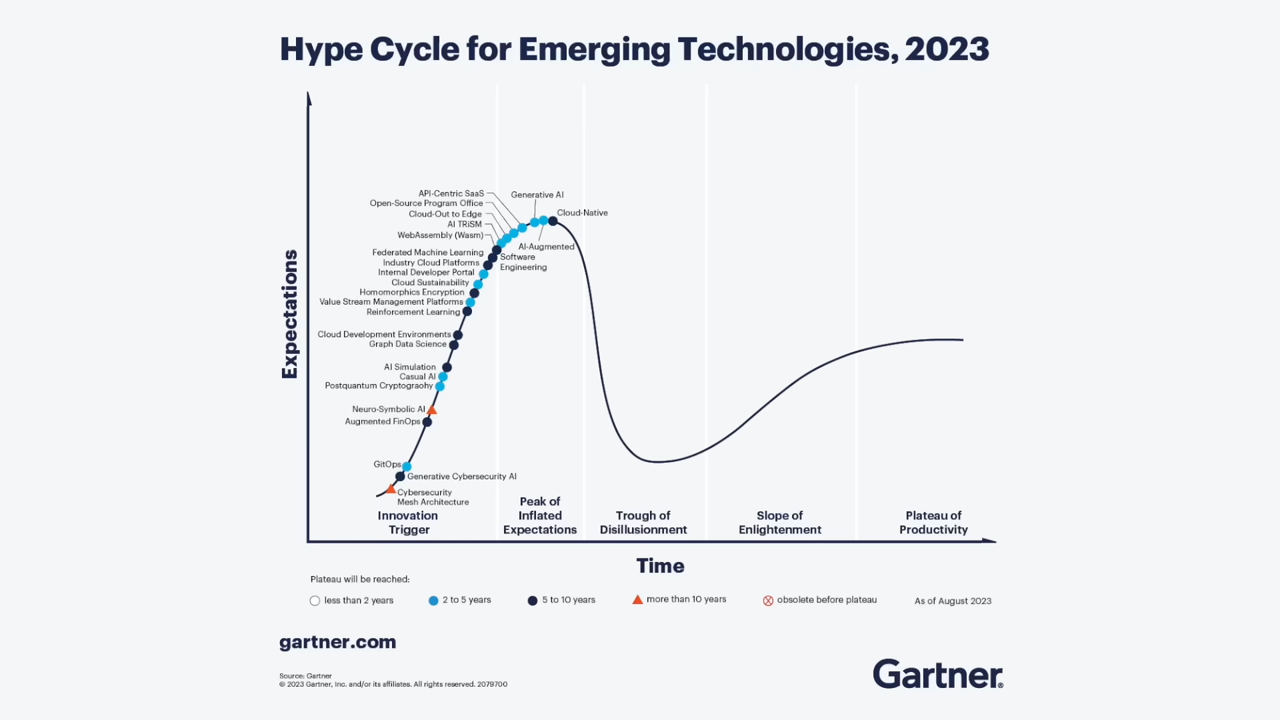 Hype Cycle for Emerging Technologies, 2023
Expectations
API-Centric SaaS
Open-Source Program Office
Cloud-Out to Edge
AI TRiSM
WebAssembly (Wasm)
Federated Machine Learning
Industry Cloud Platforms
Internal Developer Portal
Cloud Sustainability
Homomorphics Encryption
Value Stream Management Platforms
Reinforcement Learning
Cloud Development Environments
Graph Data Science
AI Simulation
Casual AI
Postquantum Cryptograohy
Neuro-Symbolic AI
Augmented FinOps
GitOps
Generative Cybersecurity AI
Cybersecurity
Mesh Architecture
Generative AI
Cloud-Native
AI-Augmented
Software
Engineering
Innovation
Trigger
Peak of
Inflated
Expectations
Trough of
Disillusionment
Slope of
Enlightenment
Plateau of
Productivity
Time
Plateau will be reached:
less than 2 years
2 to 5 years
5 to 10 years
more than 10 years
obsolete before plateau
As of August 2023
gartner.com
Source: Gartner
© 2023 Gartner, Inc. and/or its affiliates. All rights reserved. 2079700
Gartner®